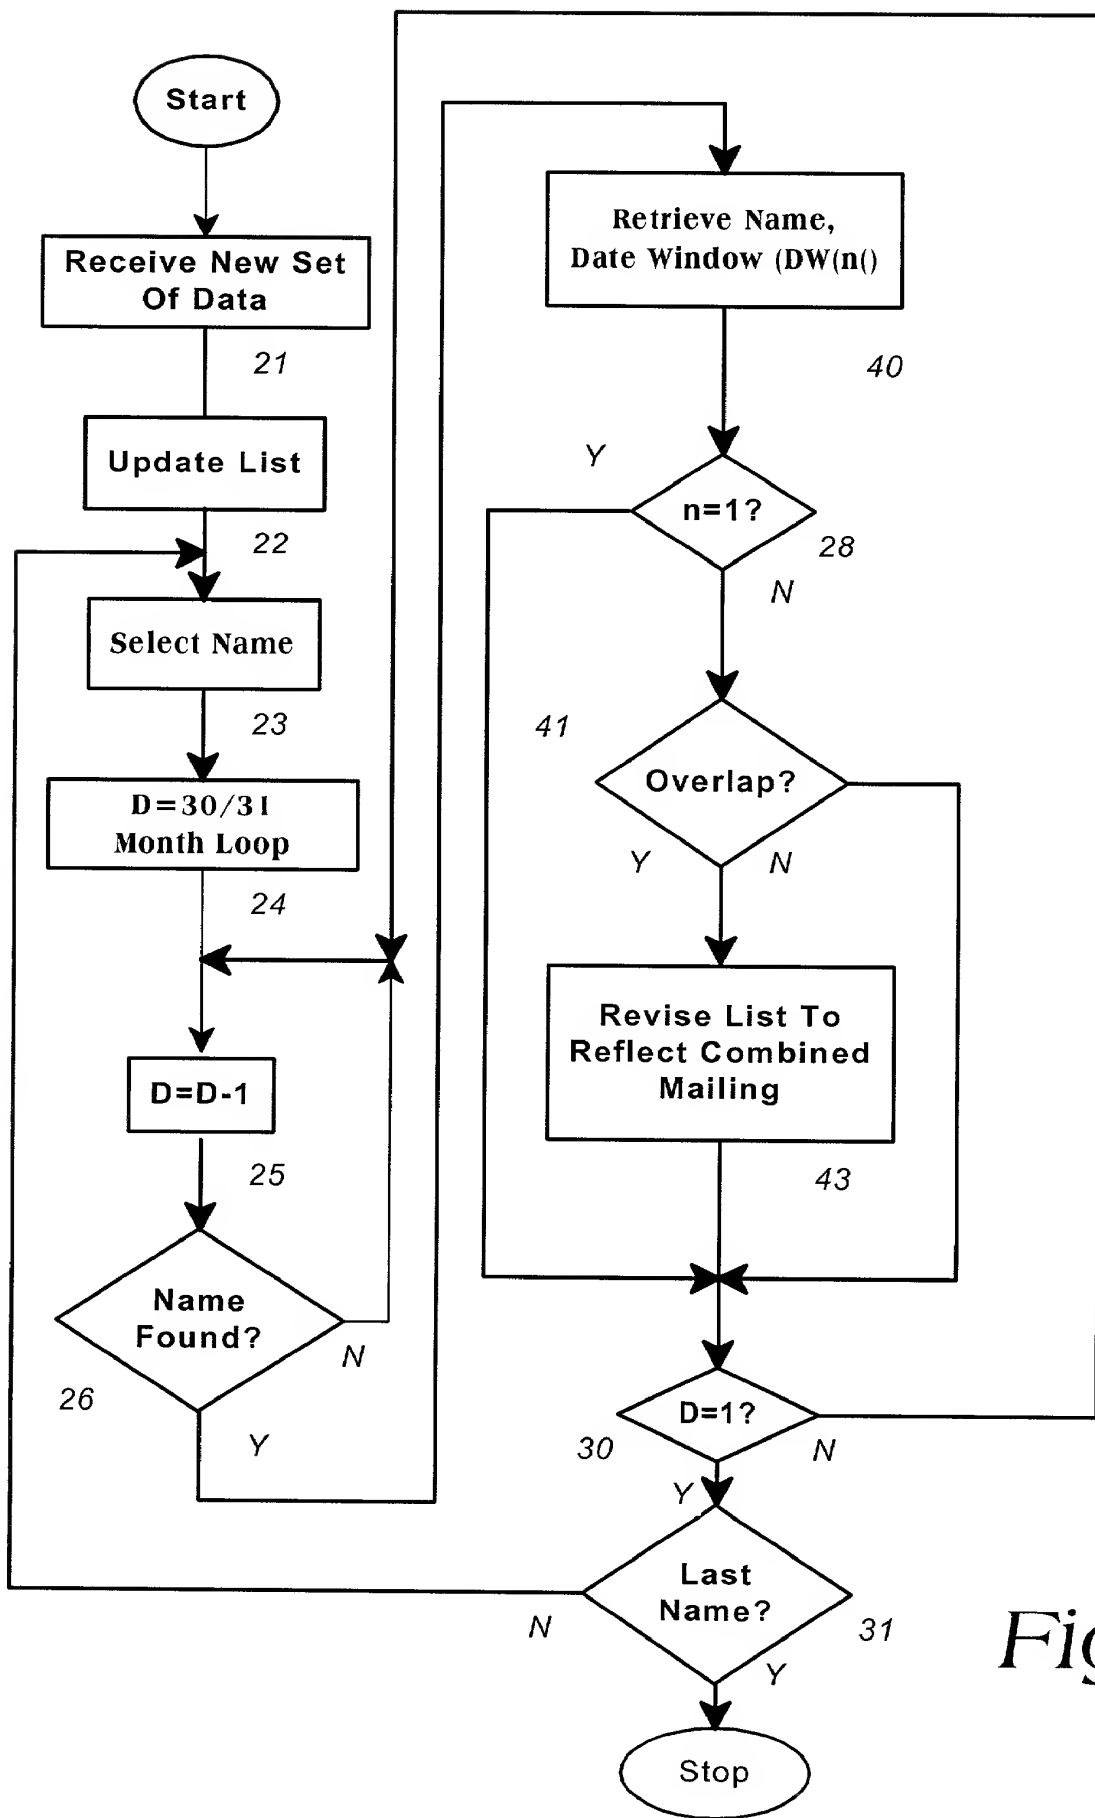 Start
Receive New Set
Of Data
21
Update List
22
Select Name
23
D=30/31
Month Loop
24
D=D-1
25
Name
Found?
N
26
Y
Retrieve Name,
Date Window (DW(n()
40
Y
n=1?
28
N
41
Overlap?
Y
N
Revise List To
Reflect Combined
Mailing
43
D=1?
30
N
Y
Last
Name?
N
31
Y
Stop